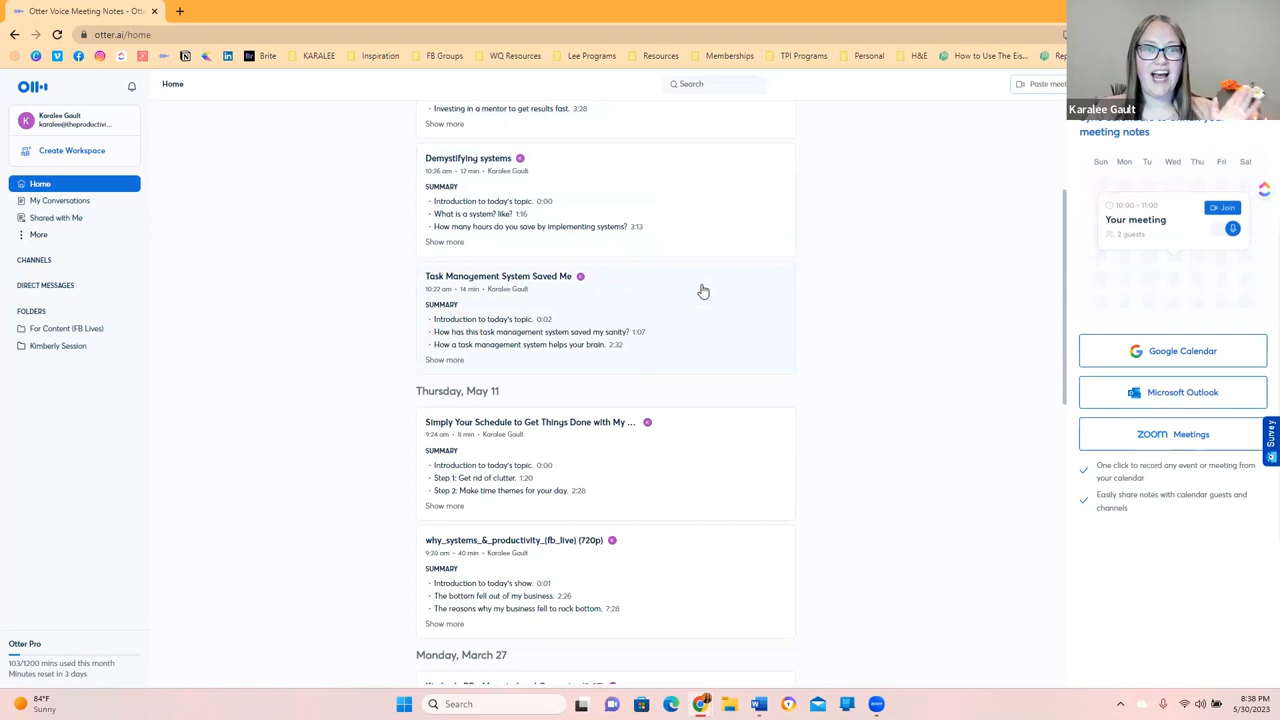 Otter Voice Meeting Notes - Ott
otter.ai/home
Brite
KARALEE
Inspiration
FB Groups
WQ Resources
Lee Programs
Resources
Memberships
TPI Programs
Personal
H&E
How to Use The Eis...
Karalee Gault
Home
Search
Paste meet
Karalee Gault
karalee@theproductivi...
Create Workspace
Home
My Conversations
Shared with Me
More
CHANNELS
DIRECT MESSAGES
FOLDERS
For Content (FB Lives)
Kimberly Session
Otter Pro
103/1200 mins used this month
Minutes reset in 3 days
Investing in a mentor to get results fast. 3:28
Show more
Demystifying systems
10:26 am • 12 min • Karalee Gault
SUMMARY
Introduction to today's topic. 0:00
What is a system? like? 1:16
How many hours do you save by implementing systems? 3:13
Show more
Task Management System Saved Me
10:22 am • 14 min • Karalee Gault
SUMMARY
Introduction to today's topic. 0:02
How has this task management system saved my sanity? 1:07
How a task management system helps your brain. 2:32
Show more
Thursday, May 11
Simply Your Schedule to Get Things Done with My ...
9:24 am • 8 min • Karalee Gault
SUMMARY
Introduction to today's topic. 0:00
Step 1: Get rid of clutter. 1:20
Step 2: Make time themes for your day. 2:28
Show more
why_systems_&_productivity_(fb_live) (720p)
9:20 am • 40 min • Karalee Gault
SUMMARY
Introduction to today's show. 0:01
The bottom fell out of my business. 2:26
The reasons why my business fell to rock bottom. 7:28
Show more
Monday, March 27
meeting notes
Sun Mon Tu Wed Thu Fri Sat
10:00 - 11:00
Join
Your meeting
2 guests
Google Calendar
Microsoft Outlook
zoom Meetings
One click to record any event or meeting from
your calendar
Easily share notes with calendar guests and
channels
Survey
84°F
Sunny
Search
8:38 PM
5/30/2023